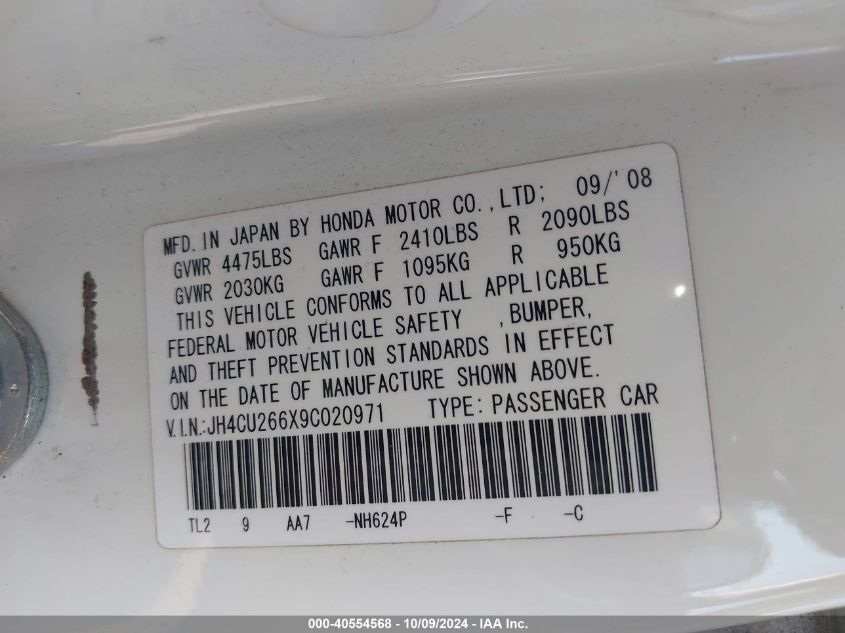 MFD. IN JAPAN BY HONDA MOTOR CO., LTD; 09/'08
GVWR 4475LBS GAWR F 2410LBS R 2090LBS
GVWR 2030KG GAWR F 1095KG R 950KG
THIS VEHICLE CONFORMS TO ALL APPLICABLE
FEDERAL MOTOR VEHICLE SAFETY , BUMPER,
AND THEFT PREVENTION STANDARDS IN EFFECT
ON THE DATE OF MANUFACTURE SHOWN ABOVE.
V.I.N.:JH4CU266X9C020971 TYPE: PASSENGER CAR
TL2 9 AA7 -NH624P -F -C
000-40554568 - 10/09/2024 - IAA Inc.